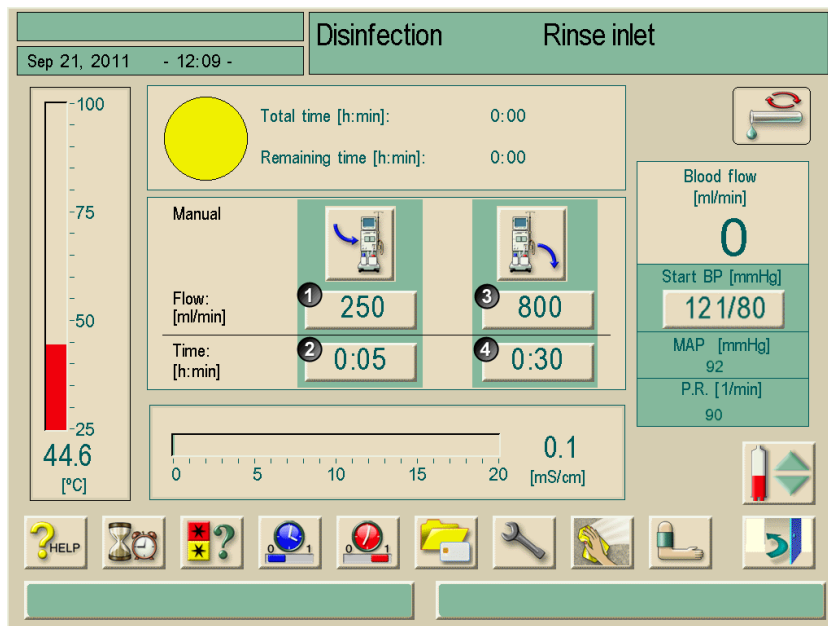 Disinfection Rinse inlet
Sep 21, 2011 - 12:09 -
100
75
50
25
44.6
[ºC]
Total time [h:min]: 0:00
Remaining time [h:min]: 0:00
Manual
Flow:
[ml/min]
1 250
3 800
Time:
[h:min]
2 0:05
4 0:30
0 5 10 15 20
0.1
[mS/cm]
Blood flow
[ml/min]
0
Start BP [mmHg]
121/80
MAP [mmHg]
92
P.R. [1/min]
90
HELP
0 1
0 1